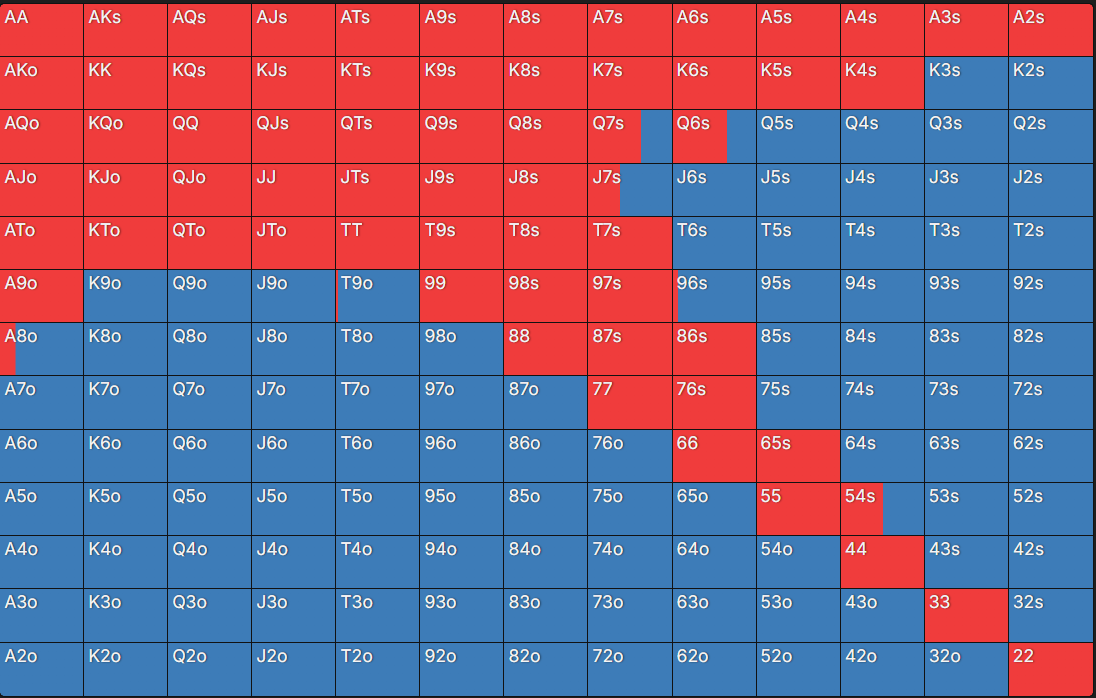 AA AKs AQs AJs ATs A9s A8s A7s A6s A5s A4s A3s A2s
AKo KK KQs KJs KTs K9s K8s K7s K6s K5s K4s K3s K2s
AQo KQo QQ QJs QTs Q9s Q8s Q7s Q6s Q5s Q4s Q3s Q2s
AJo KJo QJo JJ JTs J9s J8s J7s J6s J5s J4s J3s J2s
ATo KTo QTo JTo TT T9s T8s T7s T6s T5s T4s T3s T2s
A9o K9o Q9o J9o T9o 99 98s 97s 96s 95s 94s 93s 92s
A8o K8o Q8o J8o T8o 98o 88 87s 86s 85s 84s 83s 82s
A7o K7o Q7o J7o T7o 97o 87o 77 76s 75s 74s 73s 72s
A6o K6o Q6o J6o T6o 96o 86o 76o 66 65s 64s 63s 62s
A5o K5o Q5o J5o T5o 95o 85o 75o 65o 55 54s 53s 52s
A4o K4o Q4o J4o T4o 94o 84o 74o 64o 54o 44 43s 42s
A3o K3o Q3o J3o T3o 93o 83o 73o 63o 53o 43o 33 32s
A2o K2o Q2o J2o T2o 92o 82o 72o 62o 52o 42o 32o 22